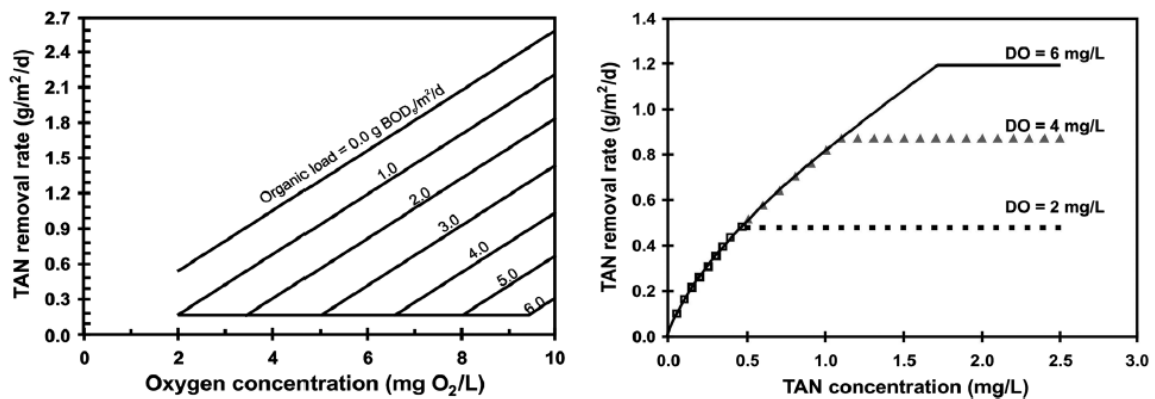 2.7
2.4
2.1
1.8
1.5
1.2
0.9
0.6
0.3
0.0
TAN removal rate (g/m²/d)
Organic load = 0.0 g BOD₅/m²/d
1.0
2.0
3.0
4.0
5.0
6.0
0 2 4 6 8 10
Oxygen concentration (mg O₂/L)
1.4
1.2
1.0
0.8
0.6
0.4
0.2
0.0
TAN removal rate (g/m²/d)
DO = 6 mg/L
DO = 4 mg/L
DO = 2 mg/L
0.0 0.5 1.0 1.5 2.0 2.5 3.0
TAN concentration (mg/L)